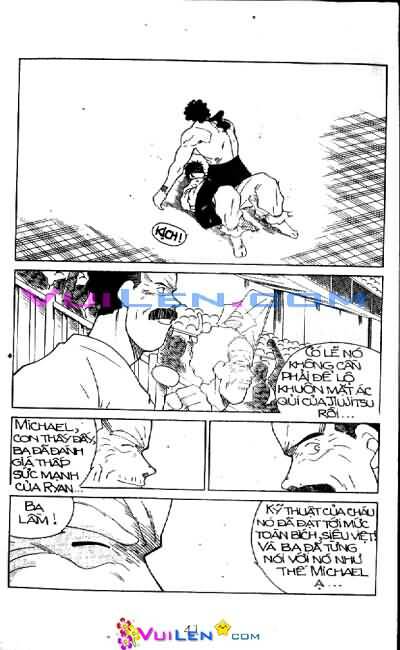 KỊCH!
VUILEN.COM
CÓ LẼ NÓ
KHÔNG CẦN
PHẢI ĐỂ LỘ
KHUÔN MẶT ÁC
QUỈ CỦA JIUJITSU
RỒI...
MICHAEL,
CON THẤY ĐẤY,
BA ĐÃ ĐÁNH
GIÁ THẤP
SỨC MẠNH
CỦA RYAN...
BA
LẦM!
KỸ THUẬT CỦA CHÁU
NÓ ĐÃ ĐẠT TỚI MỨC
TOÀN BÍCH, SIÊU VIỆT!
VÀ BA ĐÃ TỪNG
NÓI VỚI NÓ NHƯ
THẾ MICHAEL
Ạ...
41
VUILEN.COM